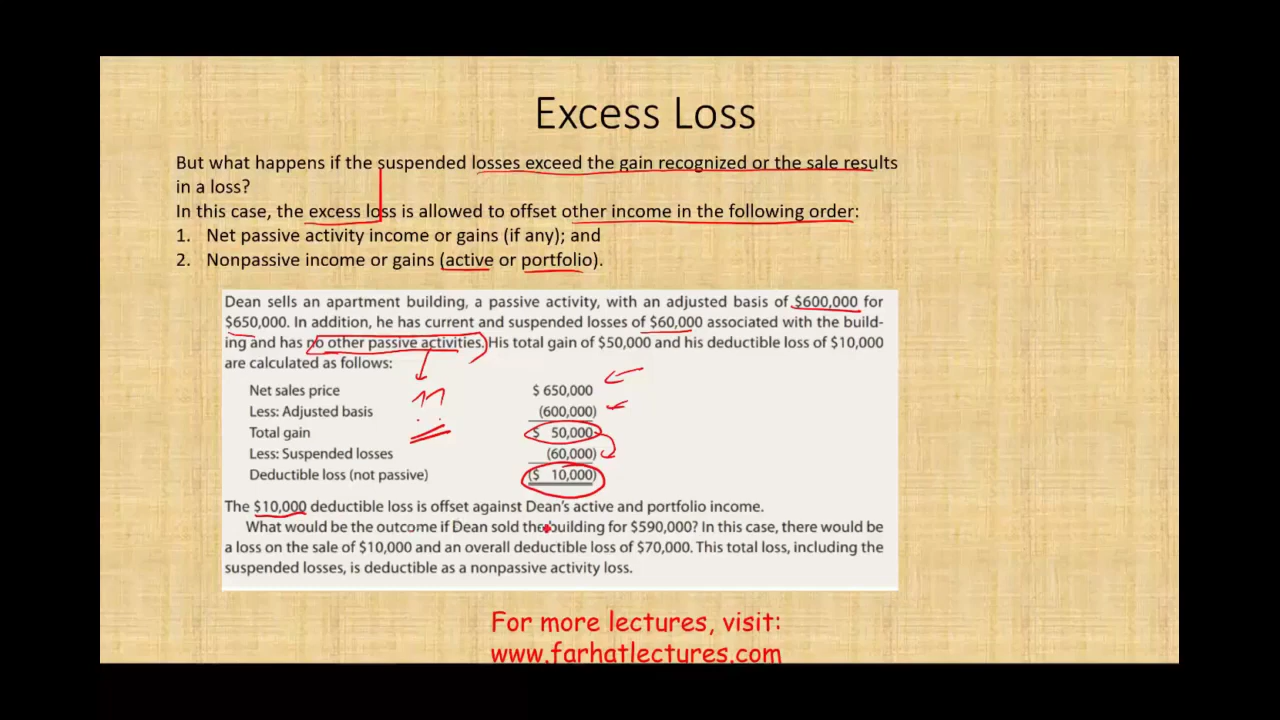 Excess Loss
But what happens if the suspended losses exceed the gain recognized or the sale results
in a loss?
In this case, the excess loss is allowed to offset other income in the following order:
1. Net passive activity income or gains (if any); and
2. Nonpassive income or gains (active or portfolio).
Dean sells an apartment building, a passive activity, with an adjusted basis of $600,000 for
$650,000. In addition, he has current and suspended losses of $60,000 associated with the build-
ing and has no other passive activities. His total gain of $50,000 and his deductible loss of $10,000
are calculated as follows:
Net sales price $ 650,000
Less: Adjusted basis (600,000)
Total gain $ 50,000
Less: Suspended losses (60,000)
Deductible loss (not passive) ($ 10,000)
The $10,000 deductible loss is offset against Dean's active and portfolio income.
What would be the outcome if Dean sold the building for $590,000? In this case, there would be
a loss on the sale of $10,000 and an overall deductible loss of $70,000. This total loss, including the
suspended losses, is deductible as a nonpassive activity loss.
For more lectures, visit:
www.farhatlectures.com